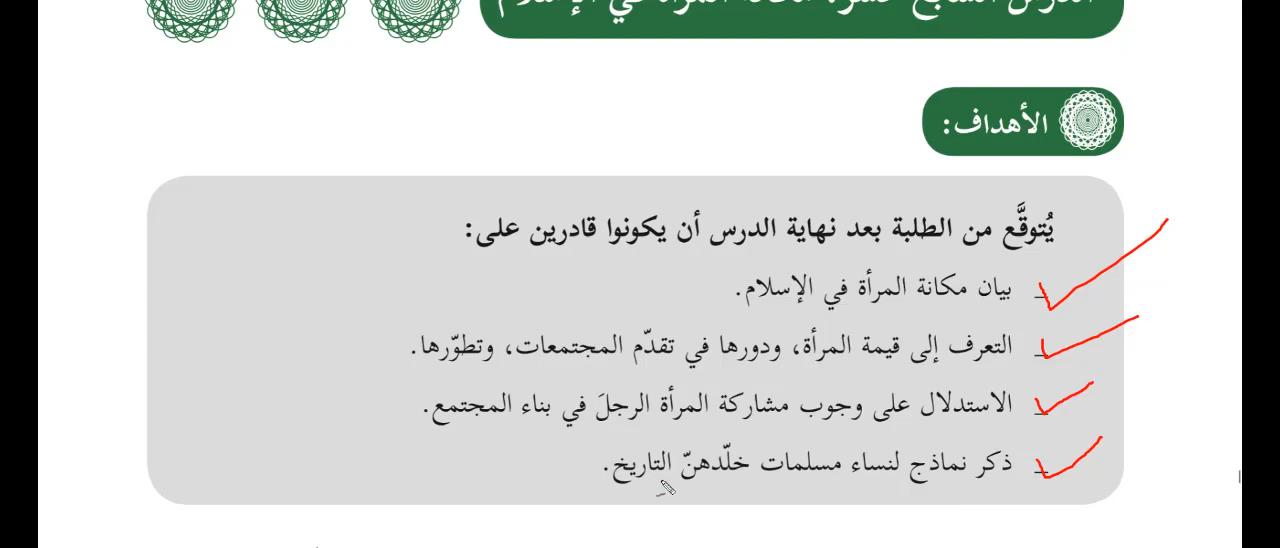 الأهداف:
يُتوقَّع من الطلبة بعد نهاية الدرس أن يكونوا قادرين على:
_ بيان مكانة المرأة في الإسلام.
_ التعرف إلى قيمة المرأة، ودورها في تقدّم المجتمعات، وتطوّرها.
_ الاستدلال على وجوب مشاركة المرأة الرجلَ في بناء المجتمع.
_ ذكر نماذج لنساء مسلمات خلّدهنّ التاريخ.